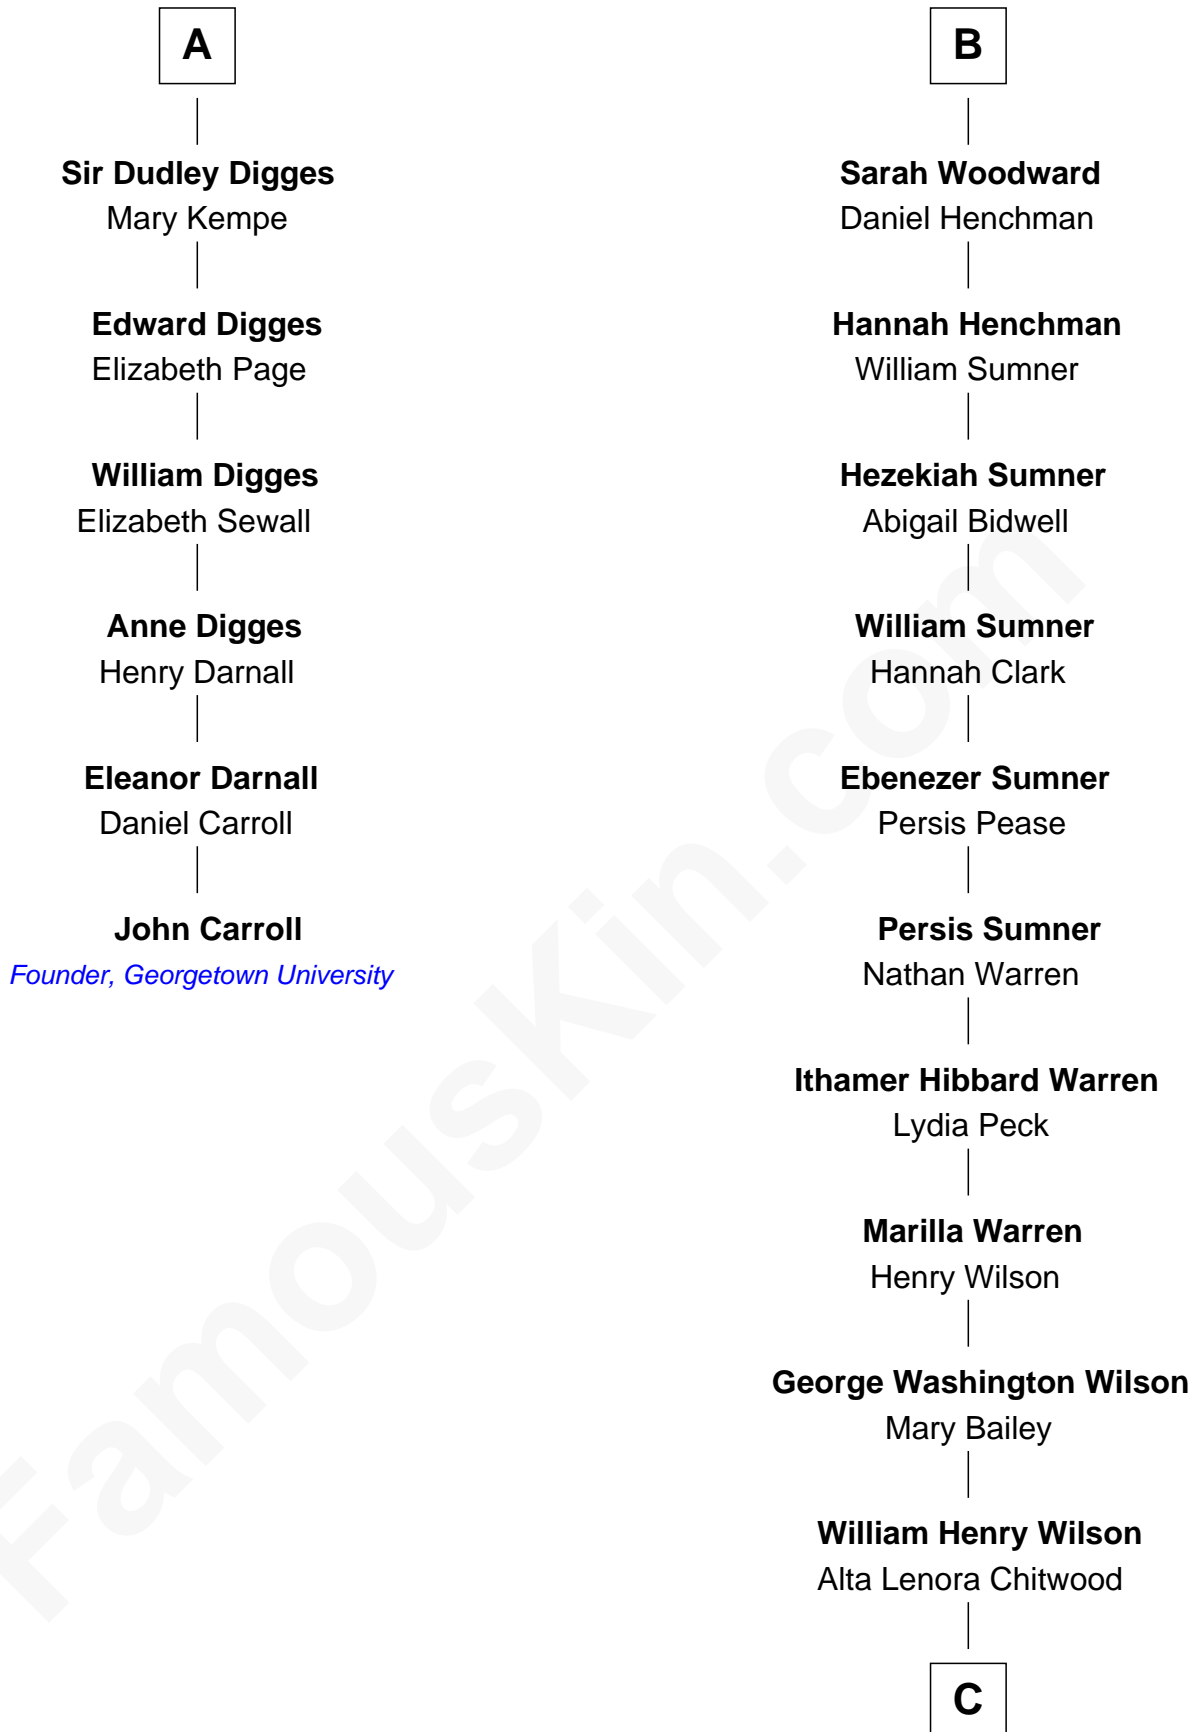 A
Sir Dudley Digges
Mary Kempe
Edward Digges
Elizabeth Page
William Digges
Elizabeth Sewall
Anne Digges
Henry Darnall
Eleanor Darnall
Daniel Carroll
John Carroll
Founder, Georgetown University
B
Sarah Woodward
Daniel Henchman
Hannah Henchman
William Sumner
Hezekiah Sumner
Abigail Bidwell
William Sumner
Hannah Clark
Ebenezer Sumner
Persis Pease
Persis Sumner
Nathan Warren
Ithamer Hibbard Warren
Lydia Peck
Marilla Warren
Henry Wilson
George Washington Wilson
Mary Bailey
William Henry Wilson
Alta Lenora Chitwood
C
FamousKin.com